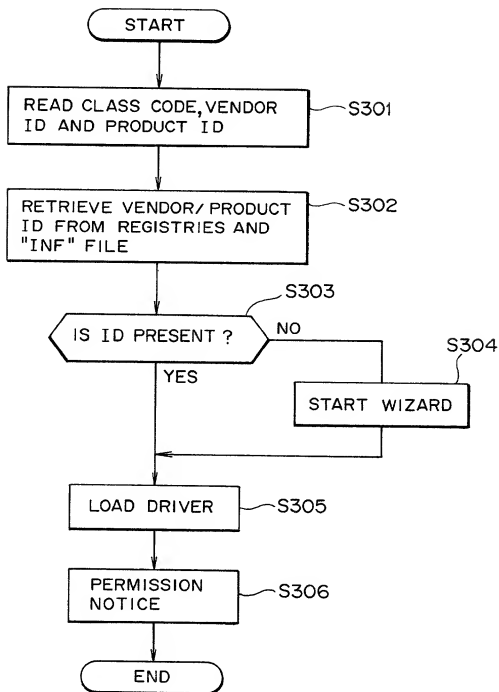 START
READ CLASS CODE, VENDOR
ID AND PRODUCT ID
S301
RETRIEVE VENDOR/PRODUCT
ID FROM REGISTRIES AND
"INF" FILE
S302
IS ID PRESENT ?
S303
NO
YES
START WIZARD
S304
LOAD DRIVER
S305
PERMISSION
NOTICE
S306
END